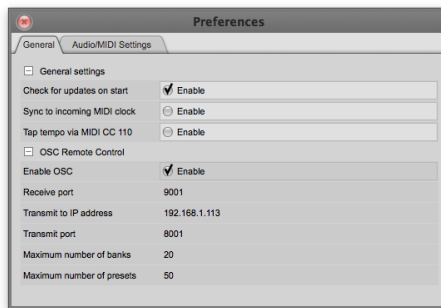 Preferences
General
Audio/MIDI Settings
General settings
Check for updates on start Enable
Sync to incoming MIDI clock Enable
Tap tempo via MIDI CC 110 Enable
OSC Remote Control
Enable OSC Enable
Receive port 9001
Transmit to IP address 192.168.1.113
Transmit port 8001
Maximum number of banks 20
Maximum number of presets 50